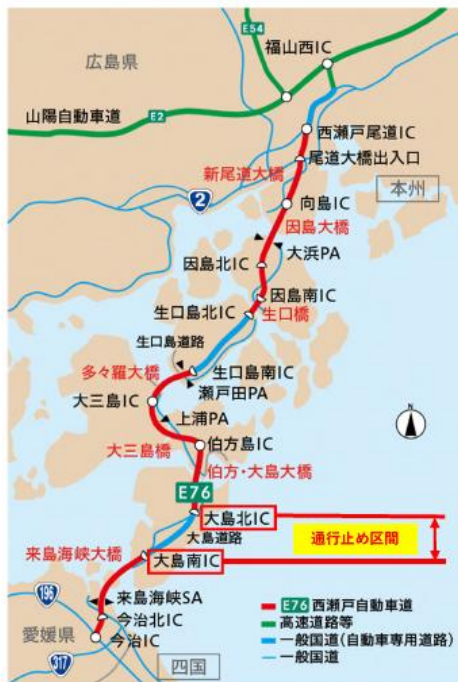 E54
福山西IC
広島県
山陽自動車道
E2
西瀬戸尾道IC
尾道大橋出入口
新尾道大橋
本州
2
向島IC
因島大橋
大浜PA
因島北IC
因島南IC
生口島北IC
生口橋
生口島道路
多々羅大橋
生口島南IC
瀬戸田PA
大三島IC
上浦PA
N
大三島橋
伯方島IC
伯方・大島大橋
E76
大島北IC
大島道路
通行止め区間
来島海峡大橋
大島南IC
196
来島海峡SA
今治北IC
愛媛県
今治IC
317
四国
E76 西瀬戸自動車道
高速道路等
一般国道(自動車専用道路)
一般国道